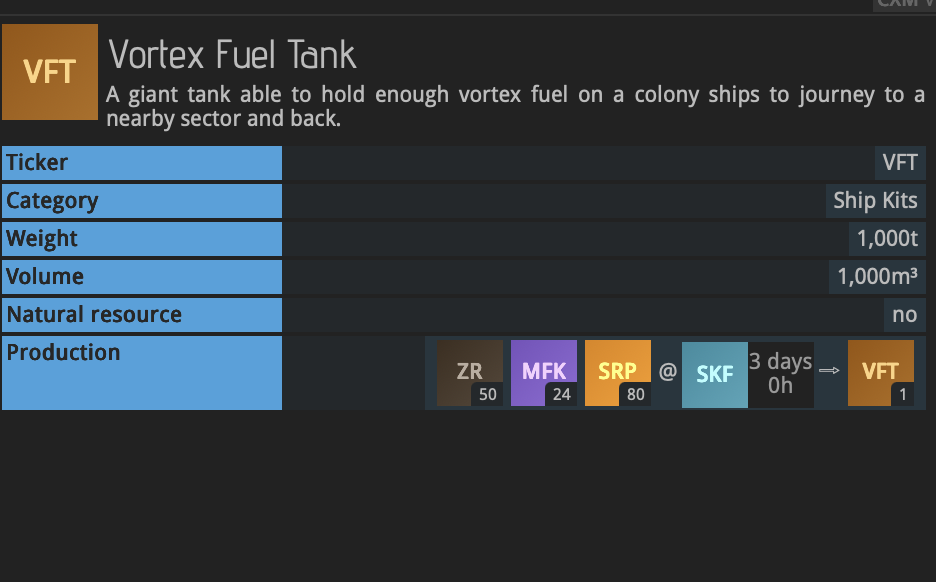 CXM
VFT
Vortex Fuel Tank
A giant tank able to hold enough vortex fuel on a colony ships to journey to a
nearby sector and back.
Ticker VFT
Category Ship Kits
Weight 1,000t
Volume 1,000m³
Natural resource no
Production ZR 50 MFK 24 SRP 80 @ SKF 3 days 0h ⇒ VFT 1